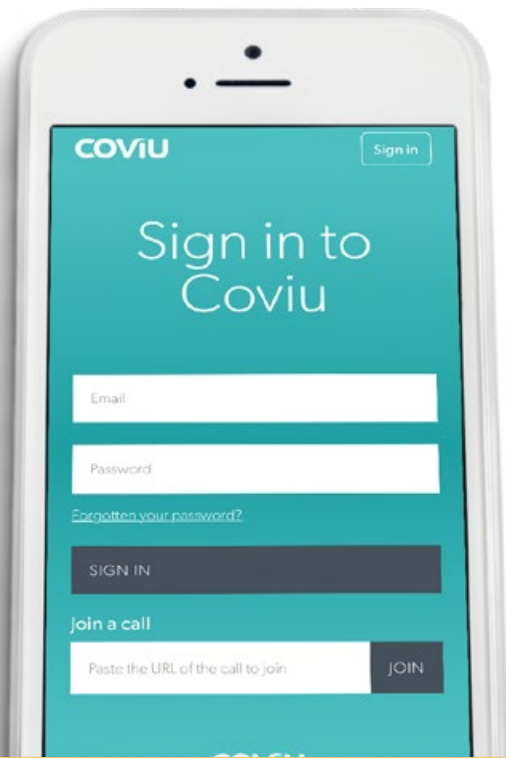 COViU
Sign in
Sign in to
Coviu
Email
Password
Forgotten your password?
SIGN IN
Join a call
Paste the URL of the call to join
JOIN
COViU